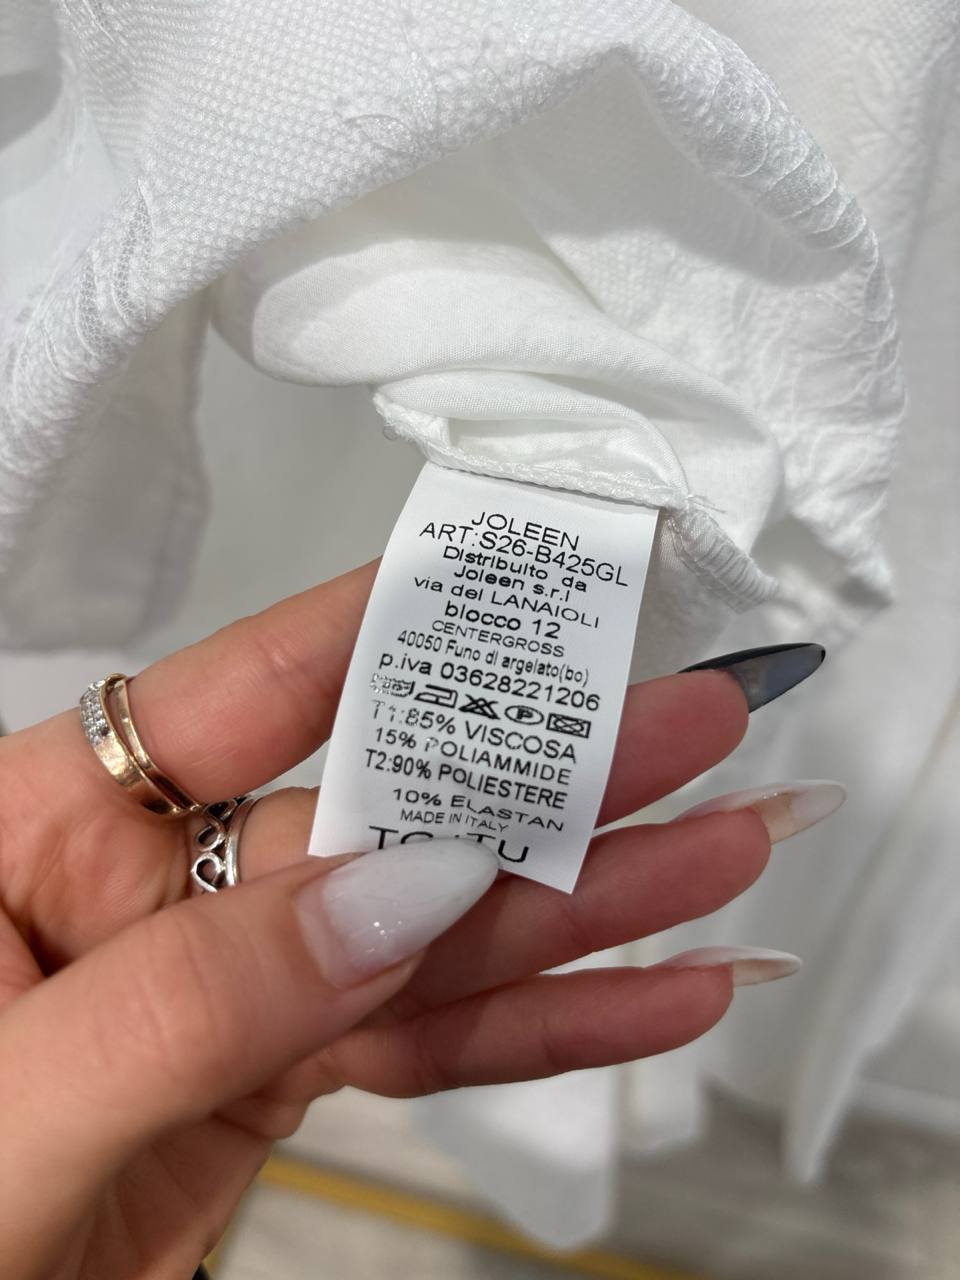 JOLEEN
ART:S26-B425GL
Distribuito da
Joleen s.r.l
via dei LANAIOLI
blocco 12
CENTERGROSS
40050 Funo di argelato(bo)
p.iva 03628221206
P
T1:85% VISCOSA
15% POLIAMMIDE
T2:90% POLIESTERE
10% ELASTAN
MADE IN ITALY